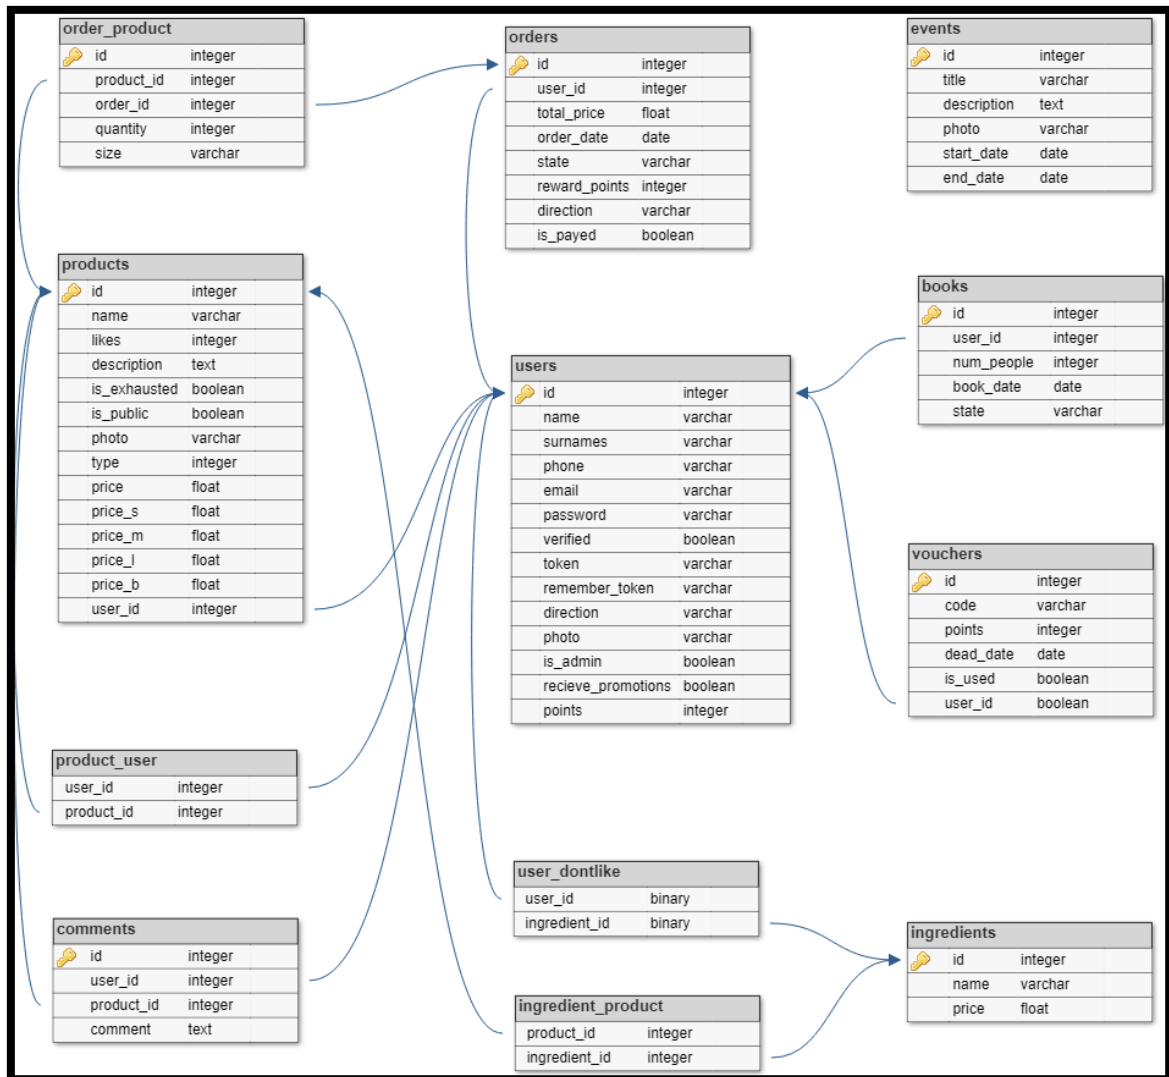 order_product
id integer
product_id integer
order_id integer
quantity integer
size varchar
orders
id integer
user_id integer
total_price float
order_date date
state varchar
reward_points integer
direction varchar
is_payed boolean
events
id integer
title varchar
description text
photo varchar
start_date date
end_date date
products
id integer
name varchar
likes integer
description text
is_exhausted boolean
is_public boolean
photo varchar
type integer
price float
price_s float
price_m float
price_l float
price_b float
user_id integer
users
id integer
name varchar
surnames varchar
phone varchar
email varchar
password varchar
verified boolean
token varchar
remember_token varchar
direction varchar
photo varchar
is_admin boolean
recieve_promotions boolean
points integer
books
id integer
user_id integer
num_people integer
book_date date
state varchar
vouchers
id integer
code varchar
points integer
dead_date date
is_used boolean
user_id boolean
product_user
user_id integer
product_id integer
comments
id integer
user_id integer
product_id integer
comment text
user_dontlike
user_id binary
ingredient_id binary
ingredient_product
product_id integer
ingredient_id integer
ingredients
id integer
name varchar
price float